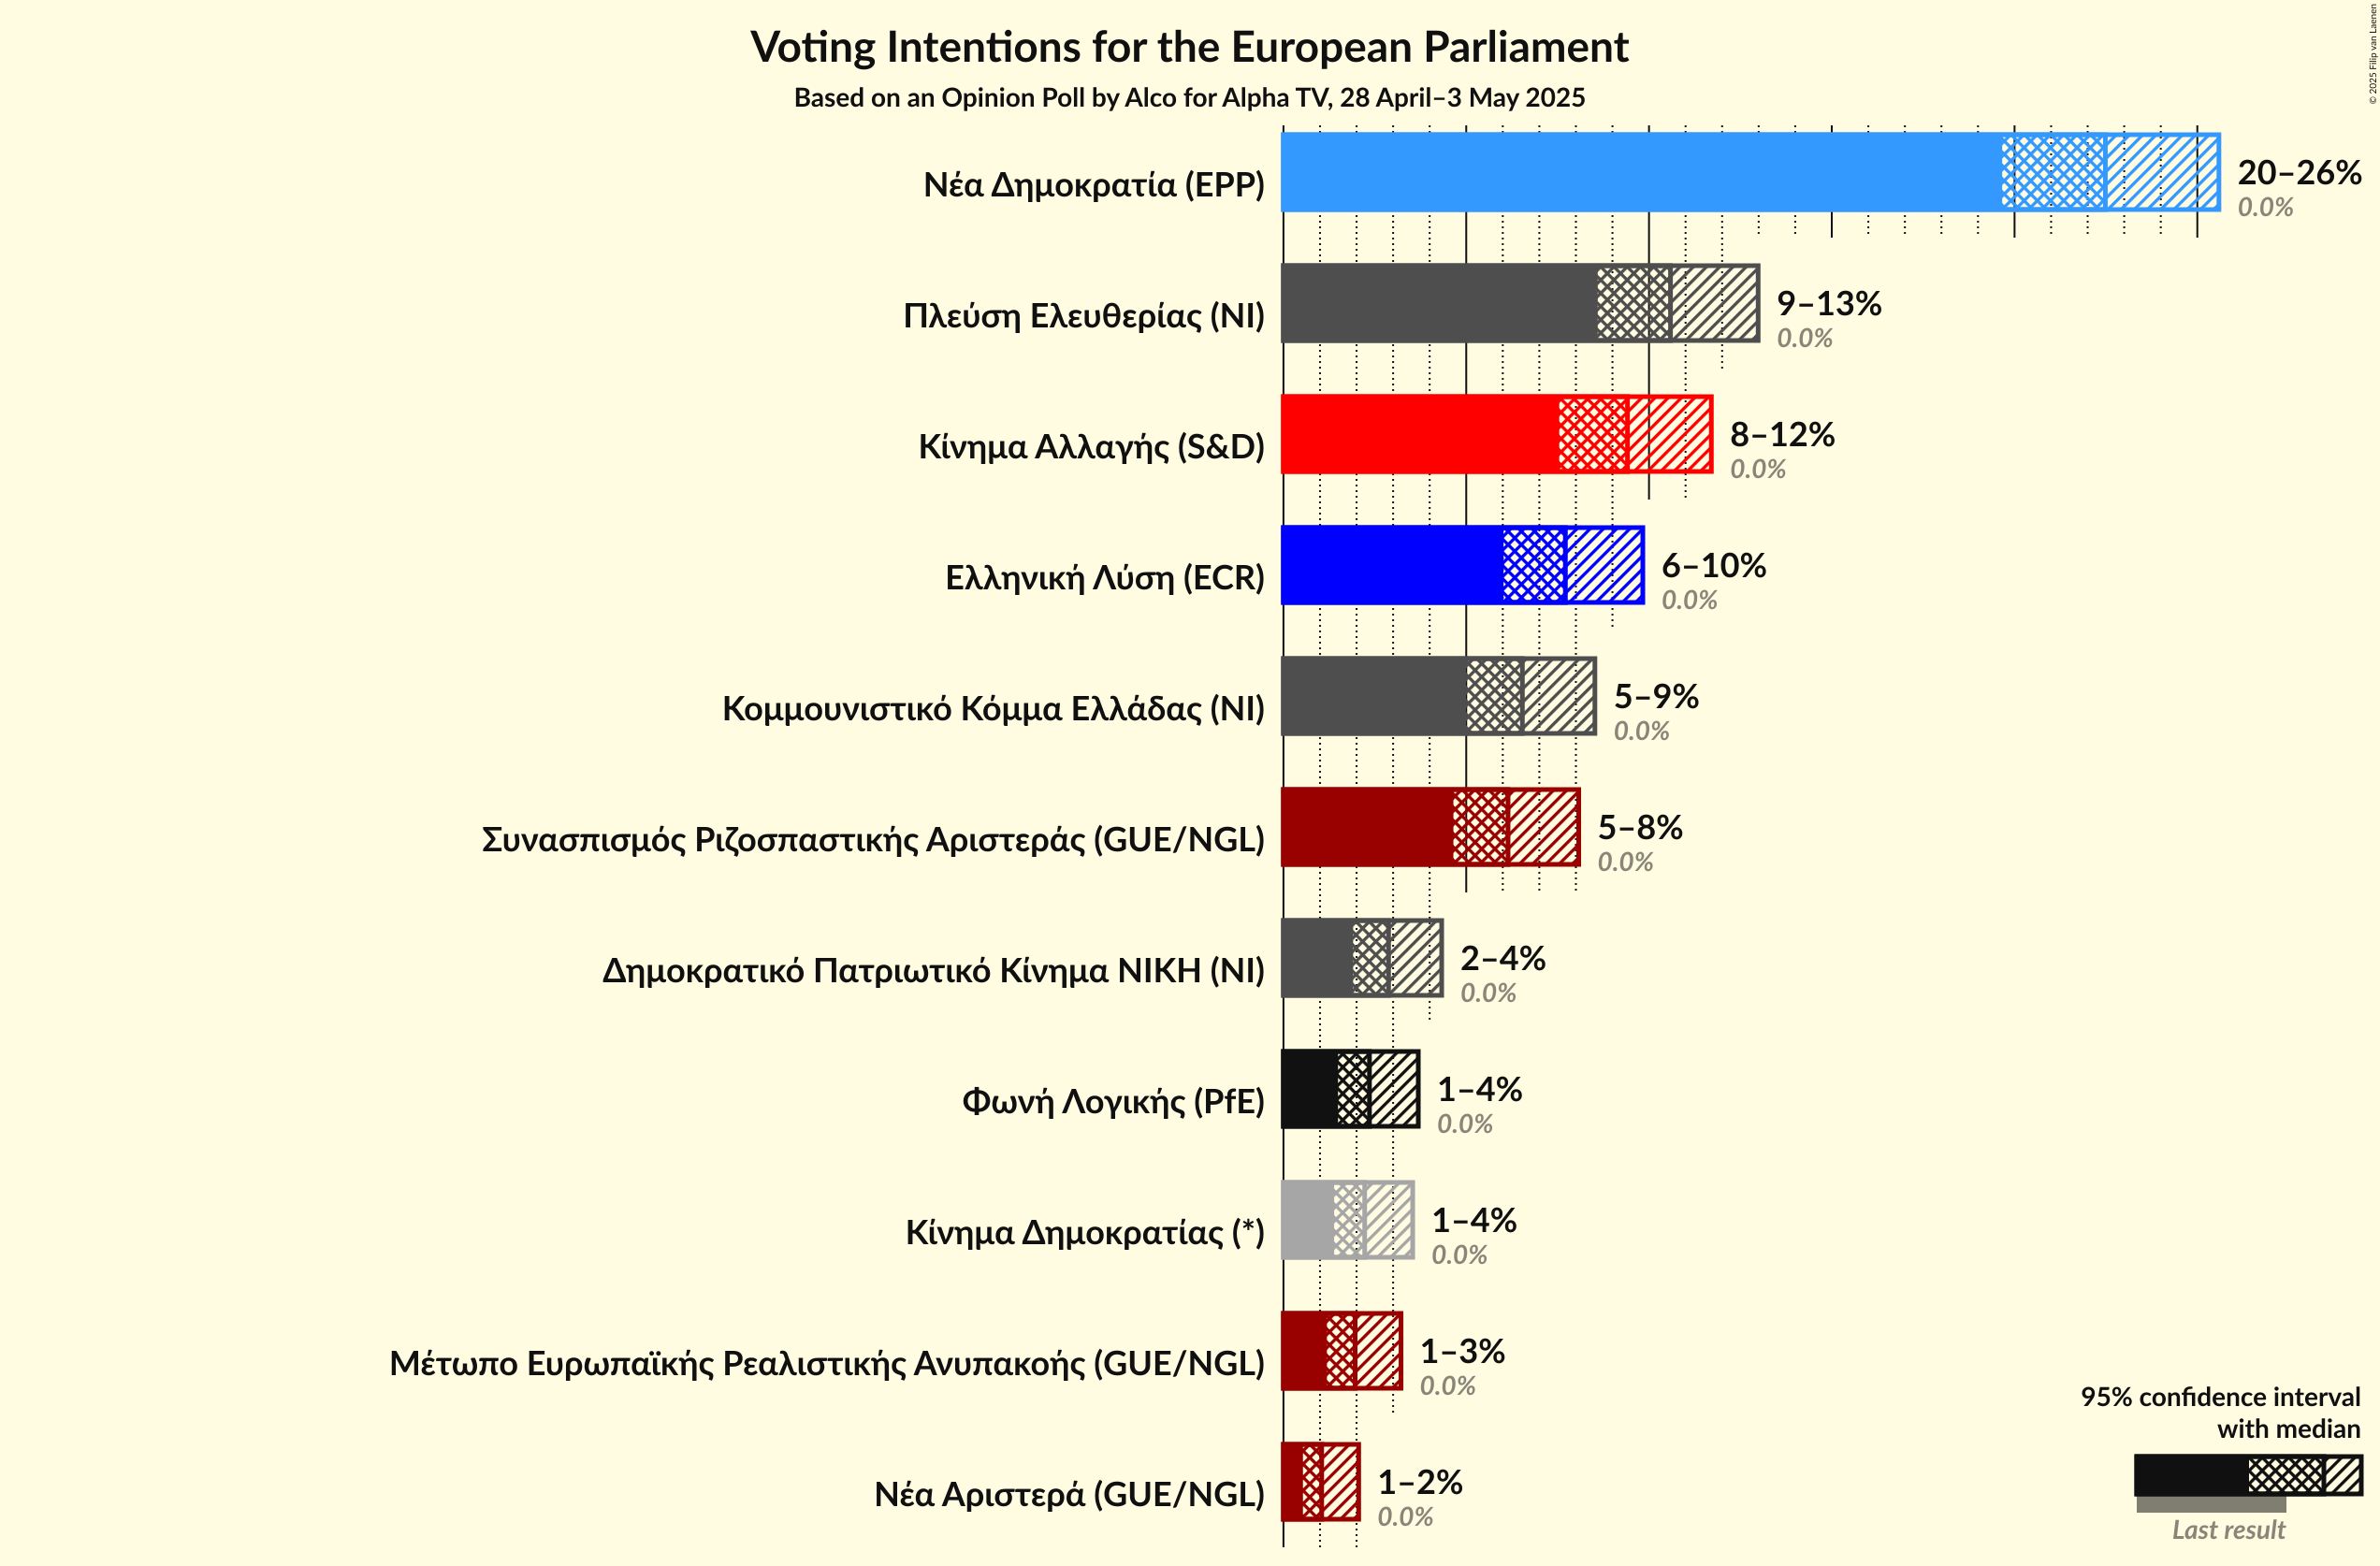 Voting Intentions for the European Parliament
Based on an Opinion Poll by Alco for Alpha TV, 28 April–3 May 2025
© 2025 Filip van Laenen
Νέα Δημοκρατία (EPP)
20–26%
0.0%
Πλεύση Ελευθερίας (NI)
9–13%
0.0%
Κίνημα Αλλαγής (S&D)
8–12%
0.0%
Ελληνική Λύση (ECR)
6–10%
0.0%
Κομμουνιστικό Κόμμα Ελλάδας (NI)
5–9%
0.0%
Συνασπισμός Ριζοσπαστικής Αριστεράς (GUE/NGL)
5–8%
0.0%
Δημοκρατικό Πατριωτικό Κίνημα ΝΙΚΗ (NI)
2–4%
0.0%
Φωνή Λογικής (PfE)
1–4%
0.0%
Κίνημα Δημοκρατίας (*)
1–4%
0.0%
Μέτωπο Ευρωπαϊκής Ρεαλιστικής Ανυπακοής (GUE/NGL)
1–3%
0.0%
Νέα Αριστερά (GUE/NGL)
1–2%
0.0%
95% confidence interval
with median
Last result